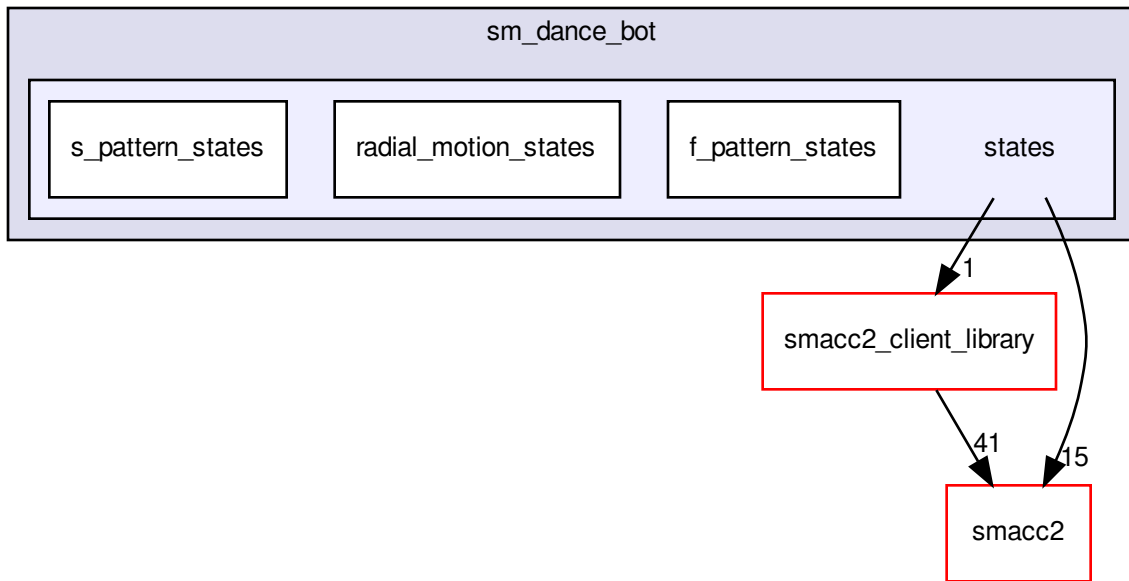 sm_dance_bot
s_pattern_states
radial_motion_states
f_pattern_states
states
1
smacc2_client_library
41
15
smacc2